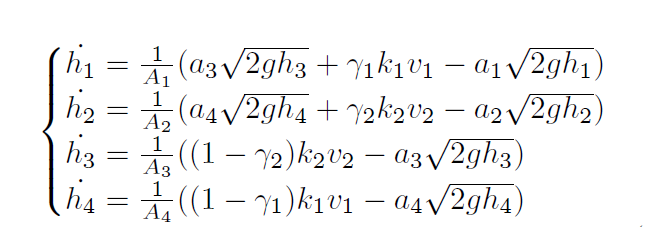 ḣ₁ = 1/A₁ (a₃√(2gh₃) + γ₁k₁v₁ − a₁√(2gh₁))
ḣ₂ = 1/A₂ (a₄√(2gh₄) + γ₂k₂v₂ − a₂√(2gh₂))
ḣ₃ = 1/A₃ ((1 − γ₂)k₂v₂ − a₃√(2gh₃))
ḣ₄ = 1/A₄ ((1 − γ₁)k₁v₁ − a₄√(2gh₄))